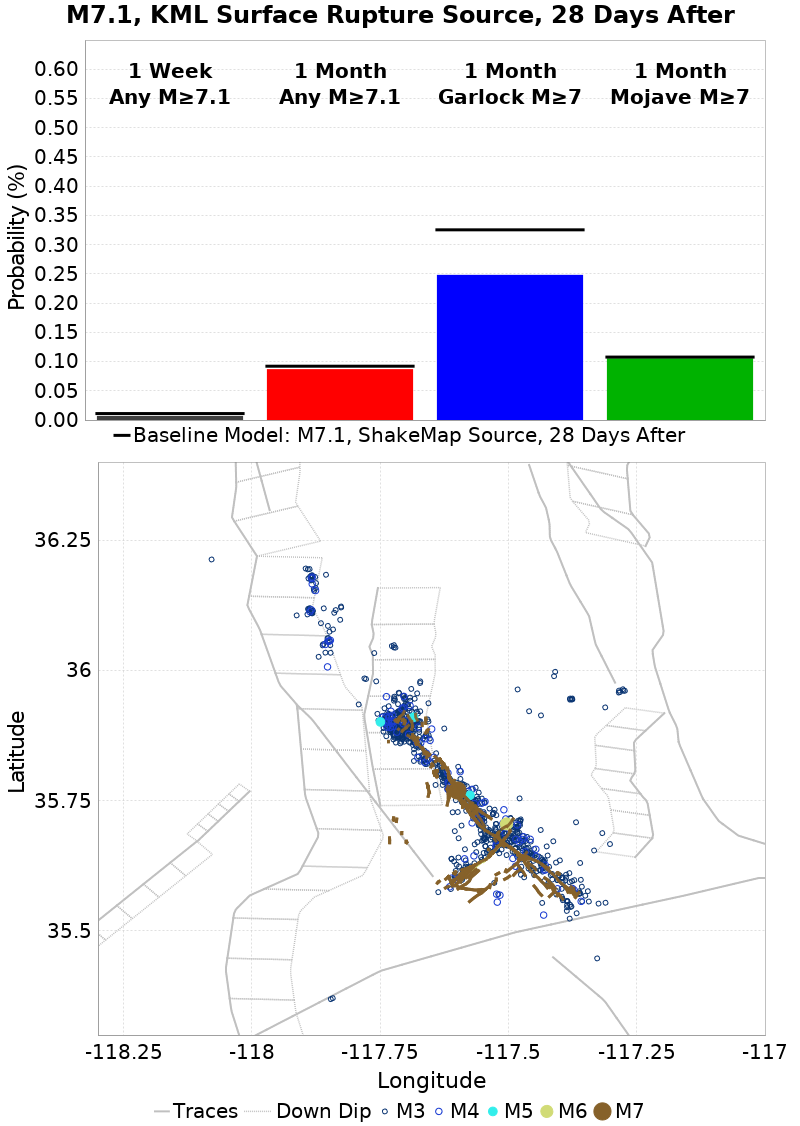 M7.1, KML Surface Rupture Source, 28 Days After
1 Week 1 Month 1 Month 1 Month
Any M≥7.1 Any M≥7.1 Garlock M≥7 Mojave M≥7
Probability (%)
0.60
0.55
0.50
0.45
0.40
0.35
0.30
0.25
0.20
0.15
0.10
0.05
0.00
Baseline Model: M7.1, ShakeMap Source, 28 Days After
Latitude
36.25
36
35.75
35.5
-118.25 -118 -117.75 -117.5 -117.25 -117
Longitude
Traces Down Dip M3 M4 M5 M6 M7